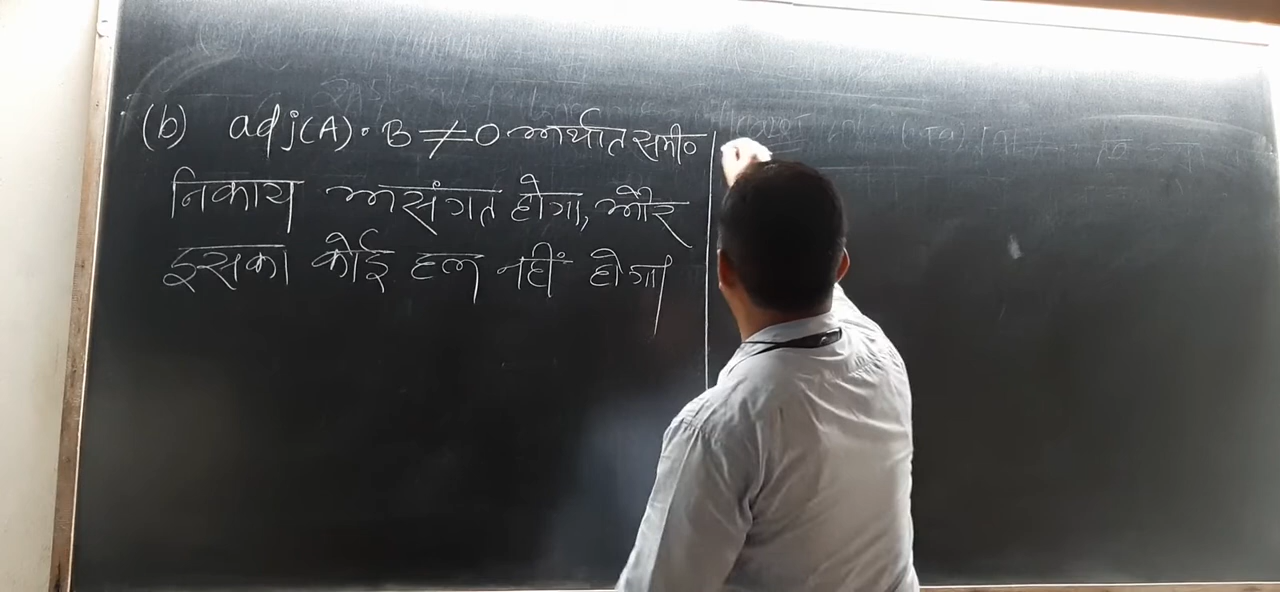 (b) adj(A). B ≠ 0 अर्थात समी०
निकाय असंगत होगा, और
इसका कोई हल नहीं होगा।